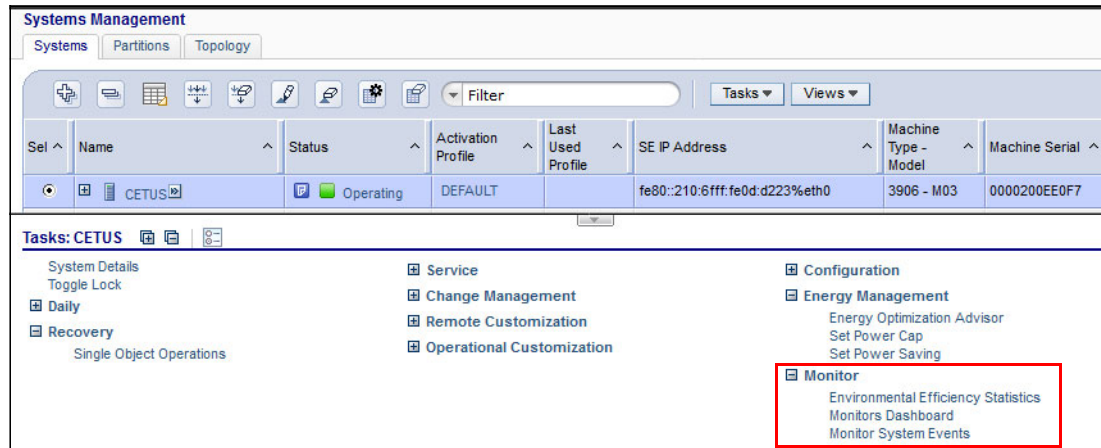 Systems Management
Systems Partitions Topology
Filter Tasks Views
Sel Name Status Activation Profile Last Used Profile SE IP Address Machine Type - Model Machine Serial
CETUS Operating DEFAULT fe80::210:6fff:fe0d:d223%eth0 3906 - M03 0000200EE0F7
Tasks: CETUS
System Details
Toggle Lock
Daily
Recovery
Single Object Operations
Service
Change Management
Remote Customization
Operational Customization
Configuration
Energy Management
Energy Optimization Advisor
Set Power Cap
Set Power Saving
Monitor
Environmental Efficiency Statistics
Monitors Dashboard
Monitor System Events